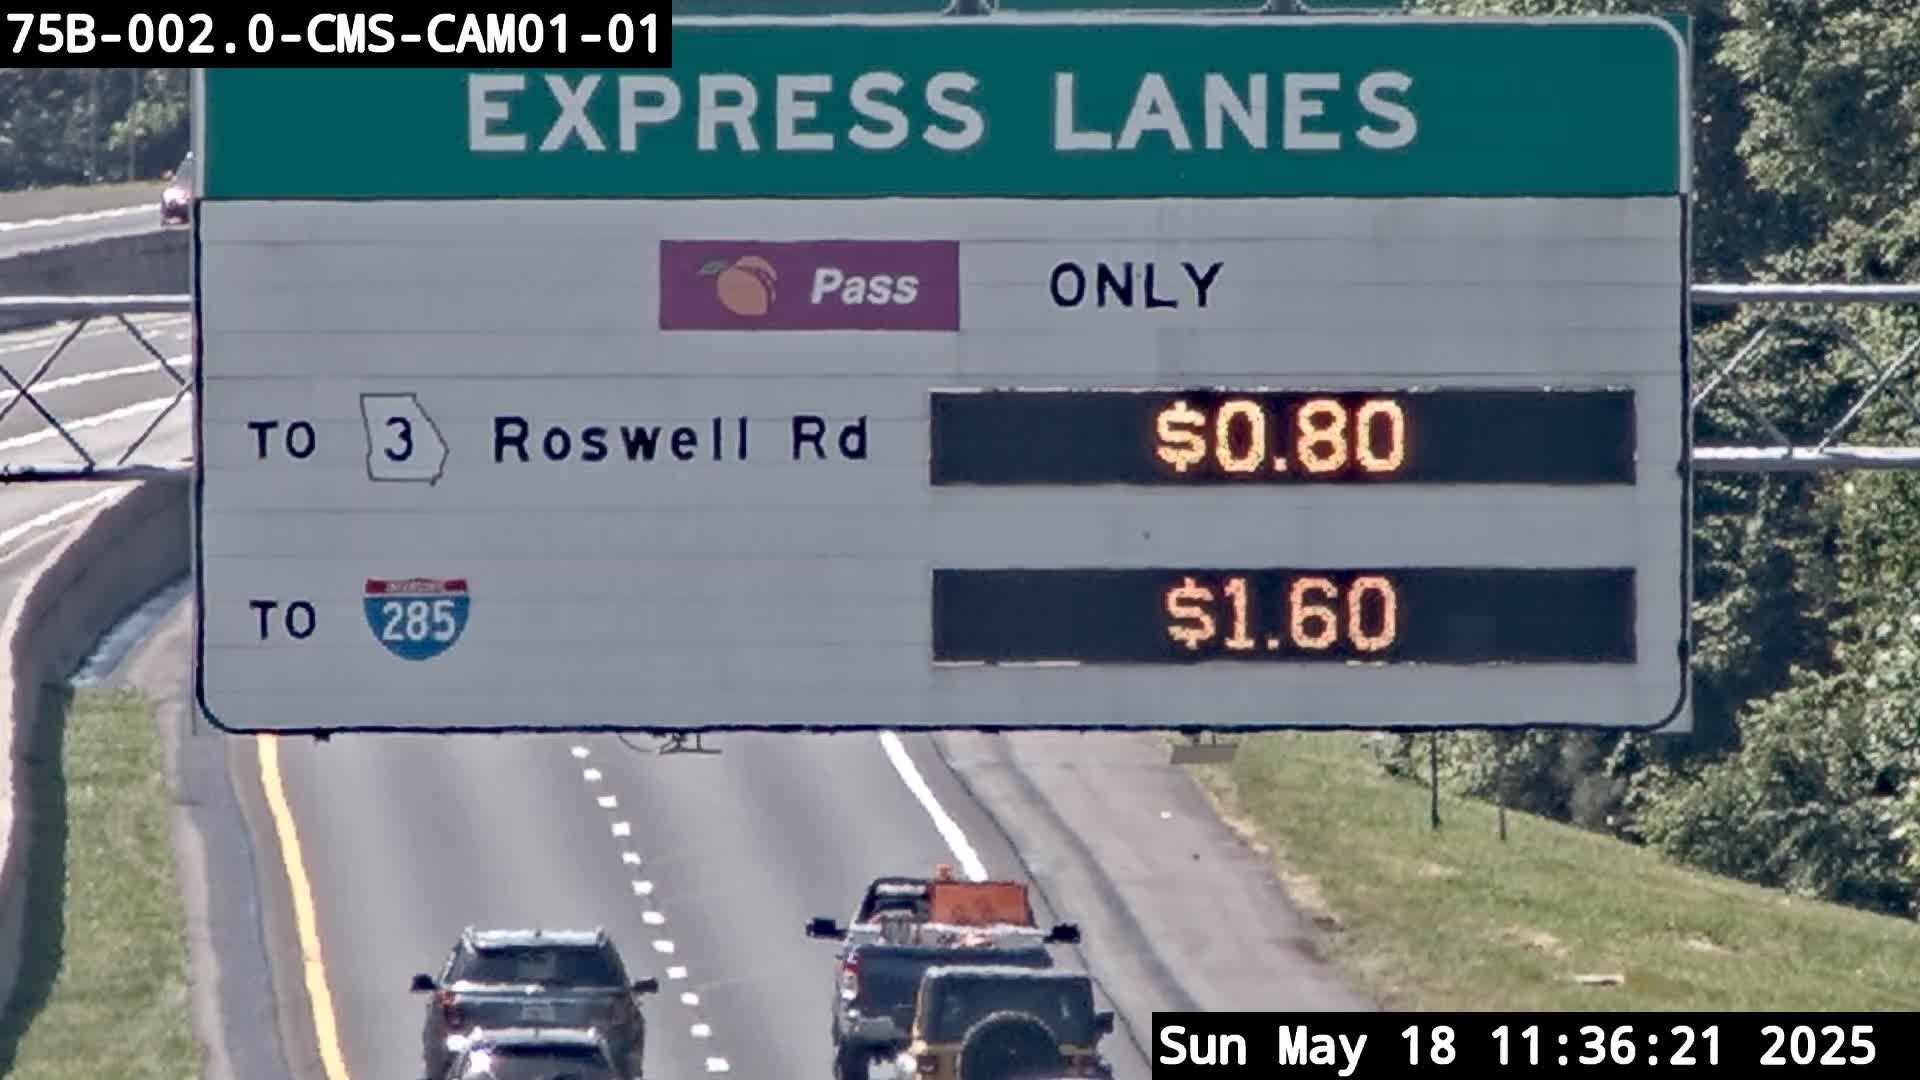 75B-002.0-CMS-CAM01-01
EXPRESS LANES
Pass ONLY
TO 3 Roswell Rd $0.80
TO 285 $1.60
Sun May 18 11:36:21 2025